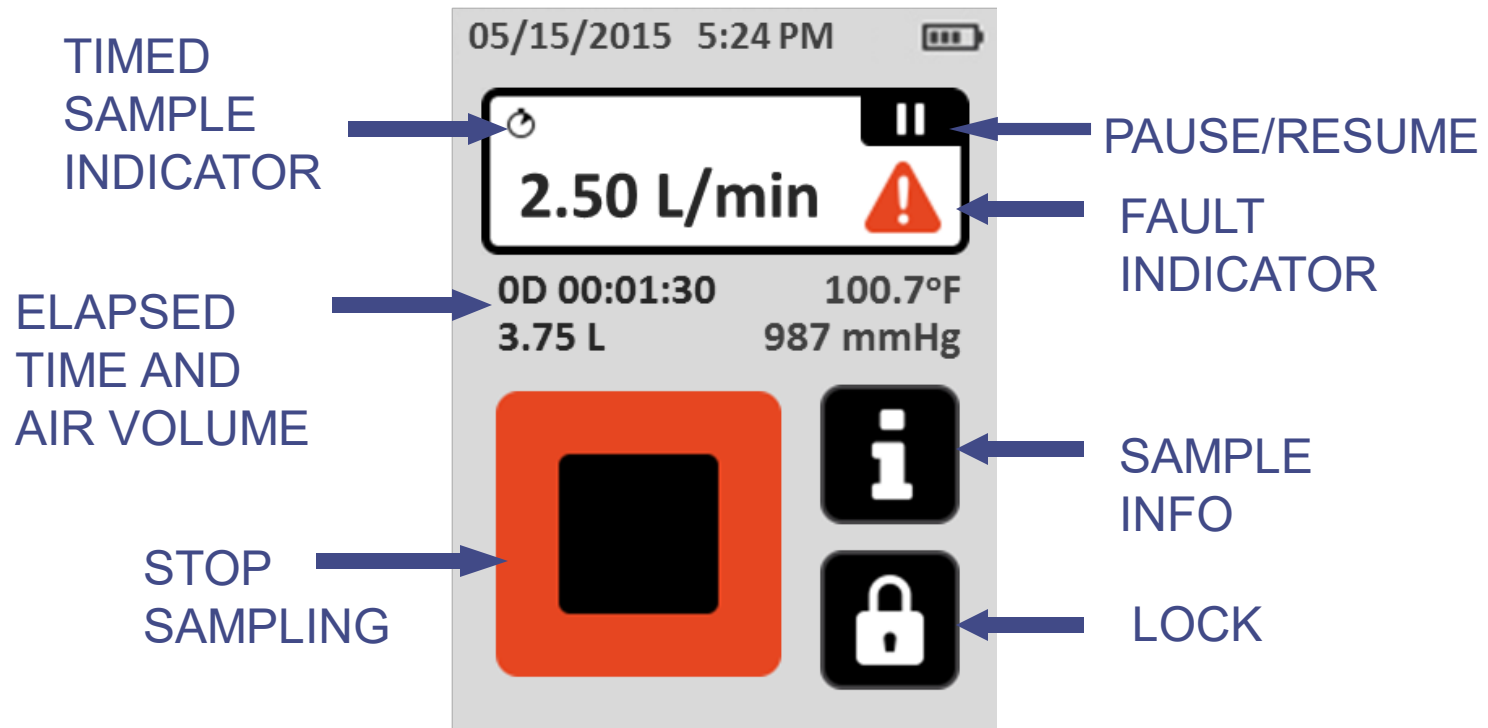 05/15/2015 5:24 PM
TIMED
SAMPLE
INDICATOR
2.50 L/min
PAUSE/RESUME
FAULT
INDICATOR
0D 00:01:30 100.7°F
3.75 L 987 mmHg
ELAPSED
TIME AND
AIR VOLUME
SAMPLE
INFO
STOP
SAMPLING
LOCK